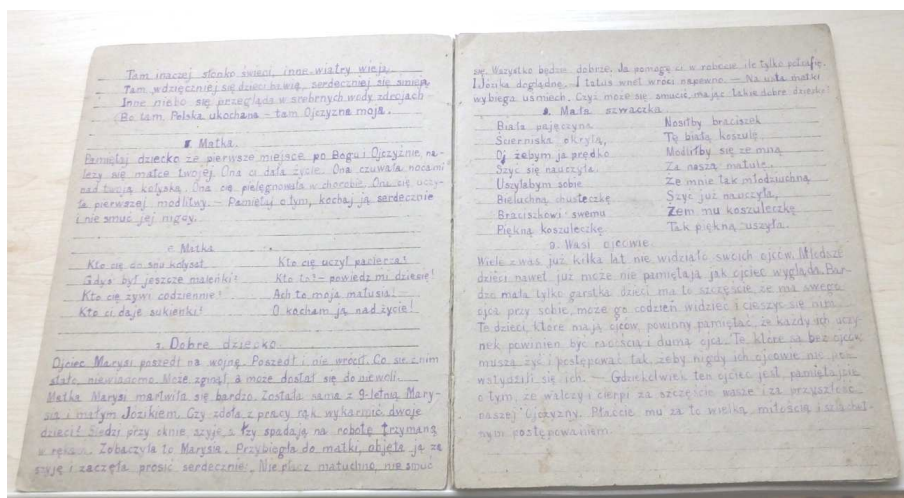 Tam inaczej słonko świeci, inne wiatry wieją,
Tam wdzięczniej się dzieci bawią, serdeczniej się śmieją
Inne niebo się przegląda w srebrnych wody zdrojach
Bo tam Polska ukochana – tam Ojczyzna moja.
Matka.
Pamiętaj dziecko że pierwsze miejsce po Bogu i Ojczyźnie na-
leży się matce twojej. Ona ci dała życie. Ona czuwała nocami
nad twoją kołyską. Ona cię pielęgnowała w chorobie. Ona cię uczy-
ła pierwszej modlitwy. – Pamiętaj o tym, kochaj ją serdecznie
i nie smuć jej nigdy.
6. Matka
Kto cię do snu kołysał
Gdyś był jeszcze maleńki?
Kto cię żywi codziennie?
Kto ci daje sukienki?
Kto cię uczył pacierza?
Kto to? – powiedz mi dziecię!
Ach to moja matusia! –
O kocham ją nad życie!
7. Dobre dziecko.
Ojciec Marysi poszedł na wojnę. Poszedł i nie wrócił. Co się z nim
stało, niewiadomo. Może zginął, a może dostał się do niewoli.
Matka Marysi martwiła się bardzo. Została sama z 9-letnią Mary-
sią i małym Józikiem. Czy zdoła z pracy rąk wykarmić dwoje
dzieci? Siedzi przy oknie, szyje, a łzy spadają na robotę trzymaną
w rękach. Zobaczyła to Marysia. Przybiegła do matki, objęła ją za
szyję i zaczęła prosić serdecznie: Nie płacz matuchno, nie smuć
się. Wszystko będzie dobrze. Ja pomogę ci w robocie ile tylko potrafię.
I Józika doglądnę. I tatuś wnet wróci napewno. – Na usta matki
wybiega uśmiech. Czyż może się smucić, mając takie dobre dziecko?
8. Mała szwaczka.
Biała pajęczyna
Ścierniska okryła,
Oj żebym ja prędko
Szyć się nauczyła.
Uszyłabym sobie
Bieluchną chusteczkę
Braciszkowi swemu
Piękną koszuleczkę.
Nosiłby braciszek
Tę białą koszulę
Modliłby się ze mną
Za naszą matulę.
Że mnie tak młodziuchną
Szyć już nauczyła,
Żem mu koszuleczkę
Tak piękną uszyła.
9. Wasi ojcowie.
Wiele z was już kilka lat nie widziało swoich ojców. Młodsze
dzieci nawet już może nie pamiętają jak ojciec wygląda. Bar-
dzo mała tylko garstka dzieci ma to szczęście że ma swego
ojca przy sobie, może go codzień widzieć i cieszyć się nim.
Te dzieci, które mają ojców, powinny pamiętać, że każdy ich uczy-
nek powinien być radością i dumą ojca. Te które są bez ojców
muszą żyć i postępować tak, żeby nigdy ich ojcowie nie
wstydzili się ich. – Gdziekolwiek ten ojciec jest, pamiętajcie
o tym, że walczy i cierpi za szczęście wasze i za przyszłość
naszej Ojczyzny. Płaćcie mu za to wielką miłością i szlachet-
nym postępowaniem.